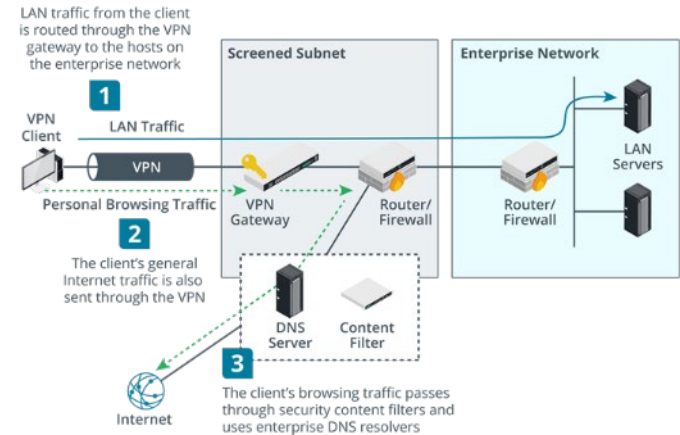 LAN traffic from the client
is routed through the VPN
gateway to the hosts on
the enterprise network
1
Screened Subnet
Enterprise Network
VPN
Client
LAN Traffic
VPN
LAN
Servers
Personal Browsing Traffic
VPN
Gateway
Router/
Firewall
Router/
Firewall
2
The client's general
Internet traffic is also
sent through the VPN
DNS
Server
Content
Filter
3
Internet
The client's browsing traffic passes
through security content filters and
uses enterprise DNS resolvers